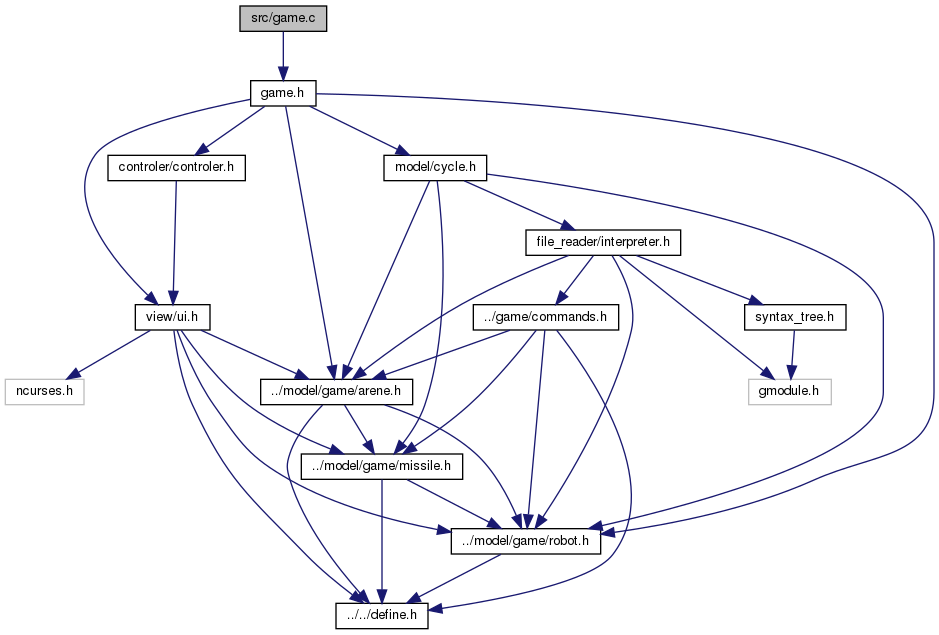 src/game.c
game.h
controler/controler.h
model/cycle.h
file_reader/interpreter.h
view/ui.h
../game/commands.h
syntax_tree.h
ncurses.h
../model/game/arene.h
gmodule.h
../model/game/missile.h
../model/game/robot.h
../../define.h